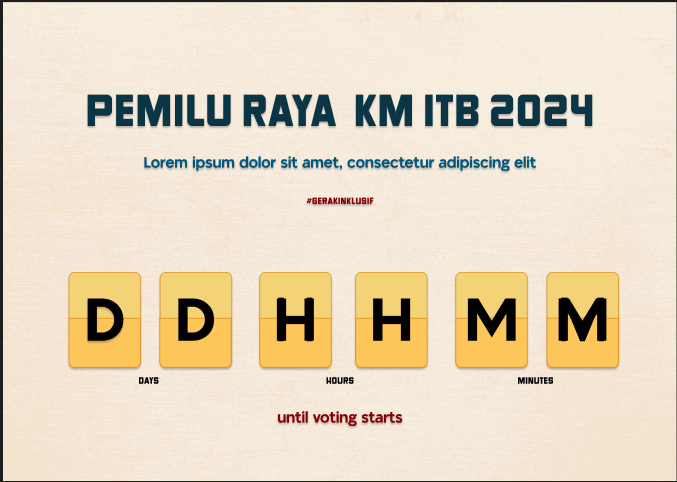 PEMILU RAYA KM ITB 2024
Lorem ipsum dolor sit amet, consectetur adipiscing elit
#GERAKINKLUSIF
D D H H M M
DAYS HOURS MINUTES
until voting starts